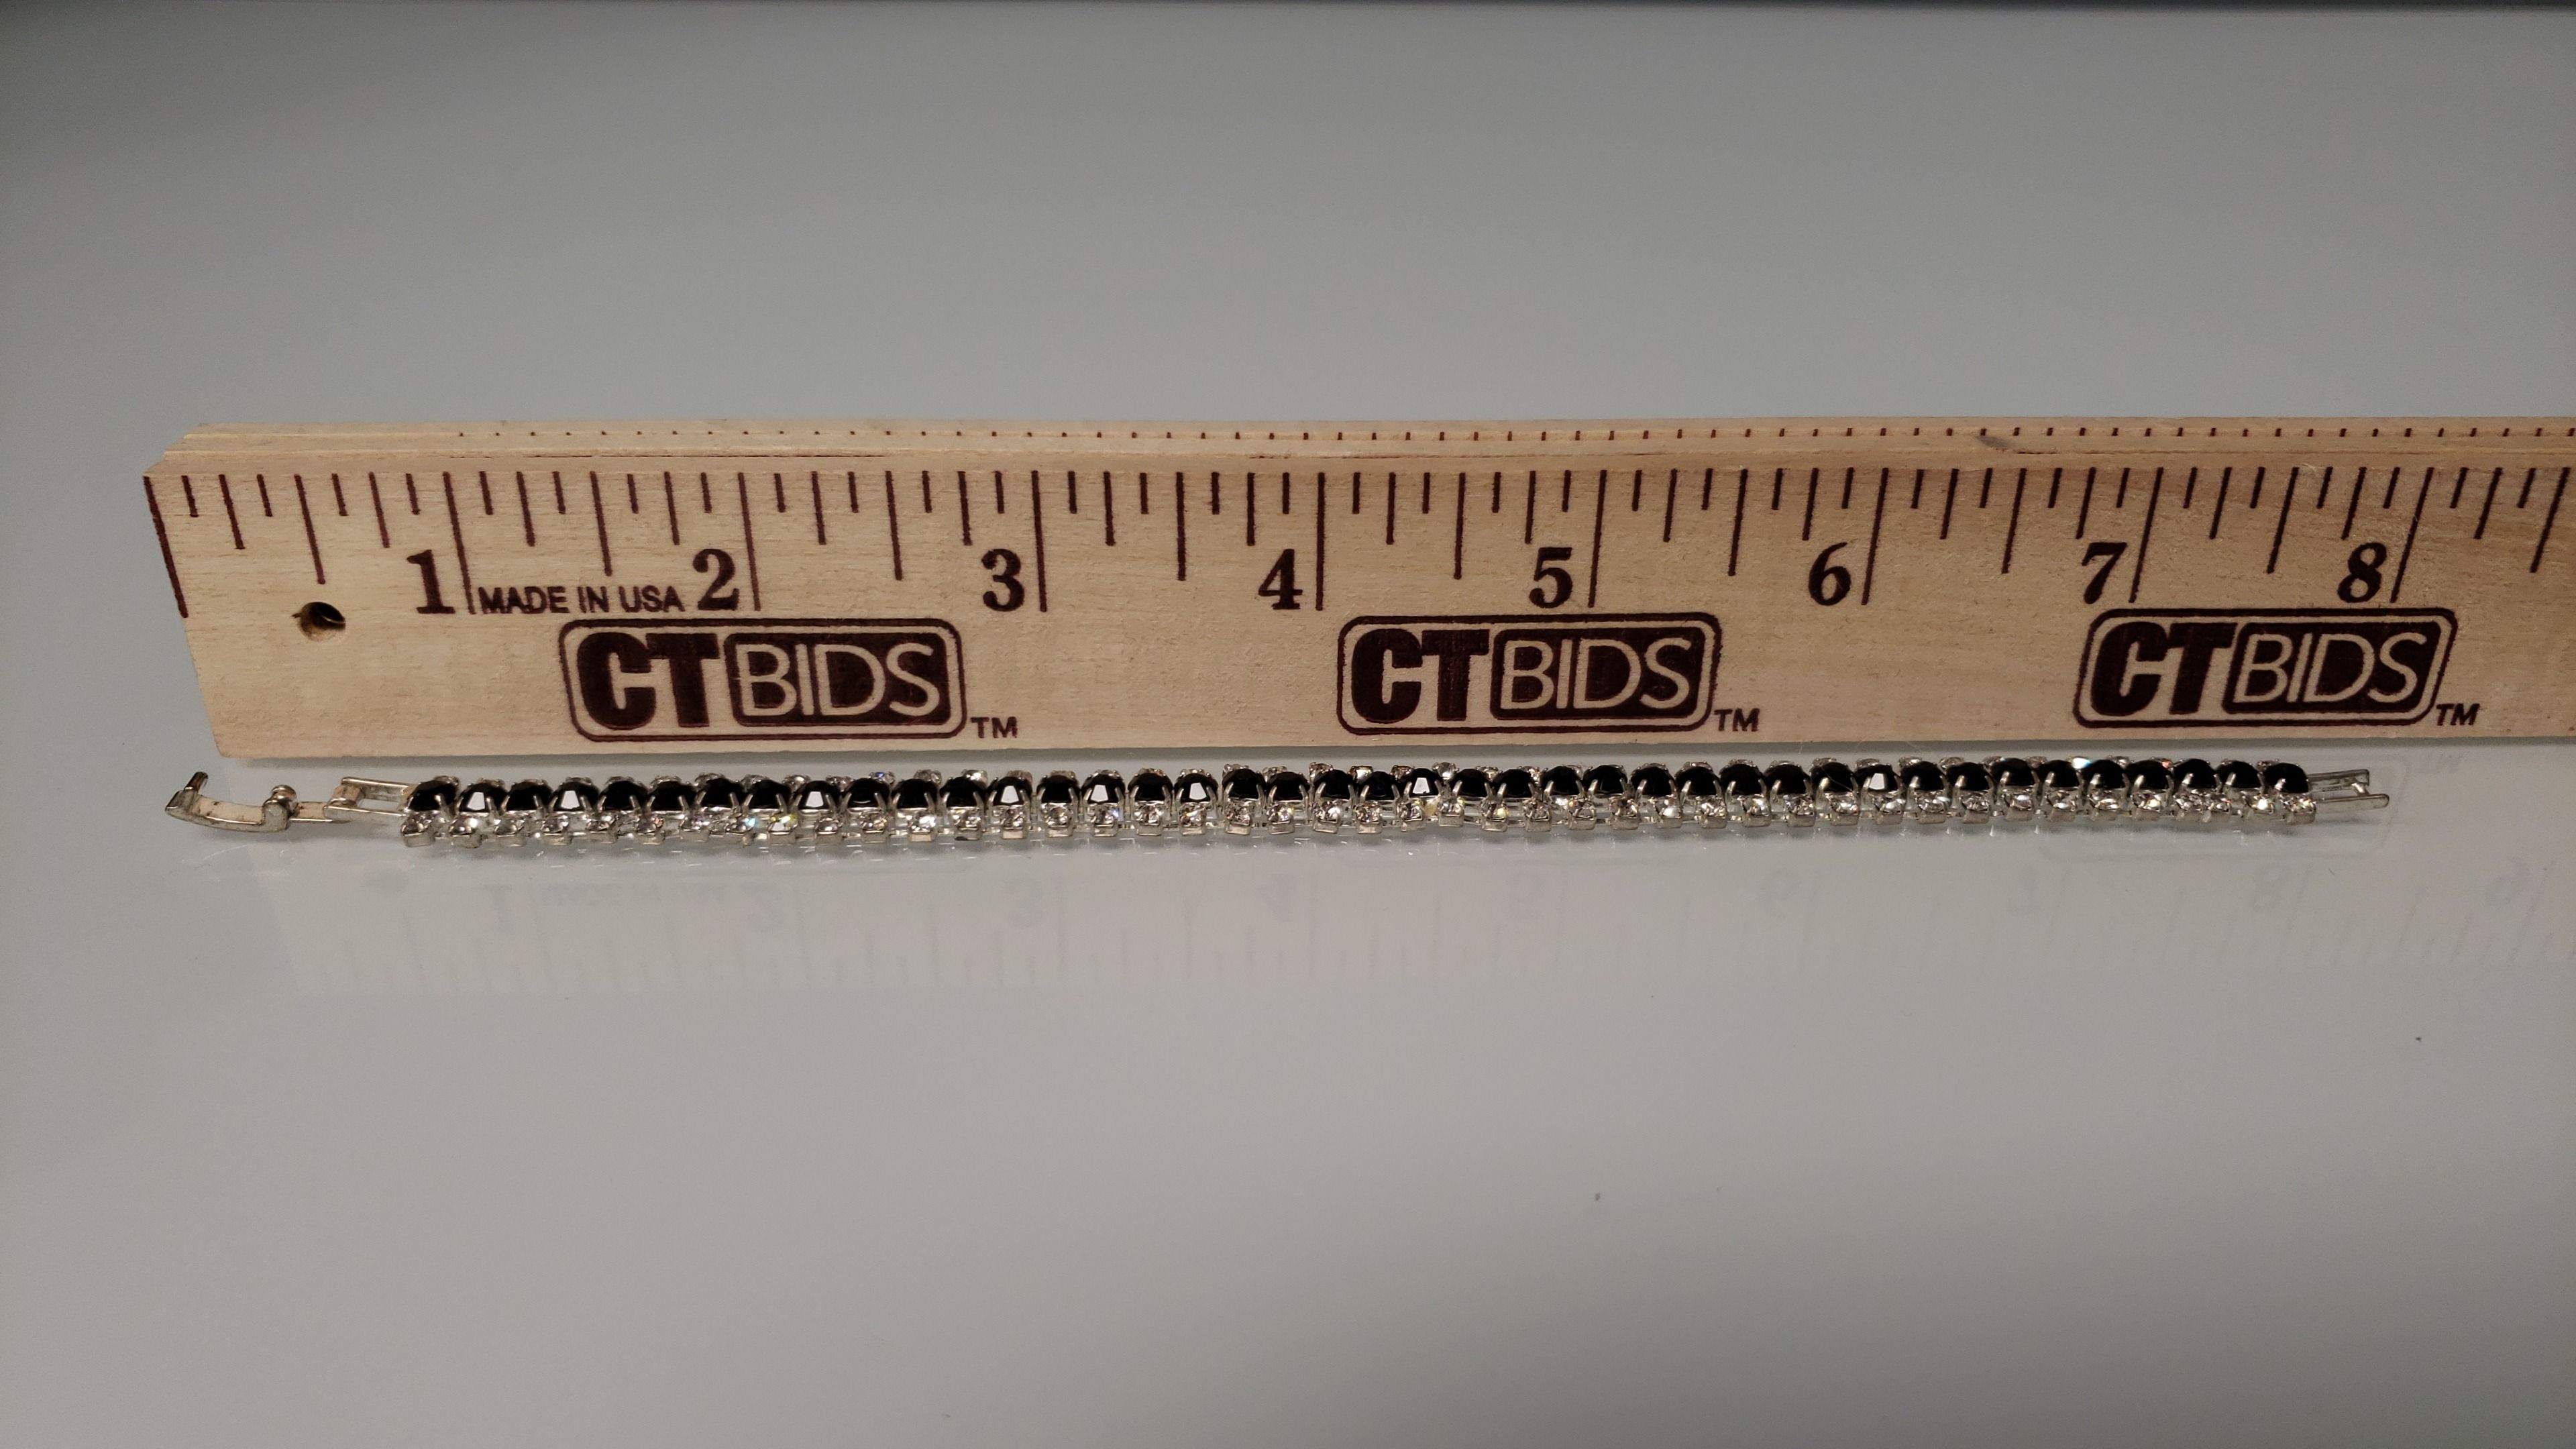 1 2 3 4 5 6 7 8
MADE IN USA
CTBIDS™ CTBIDS™ CTBIDS™